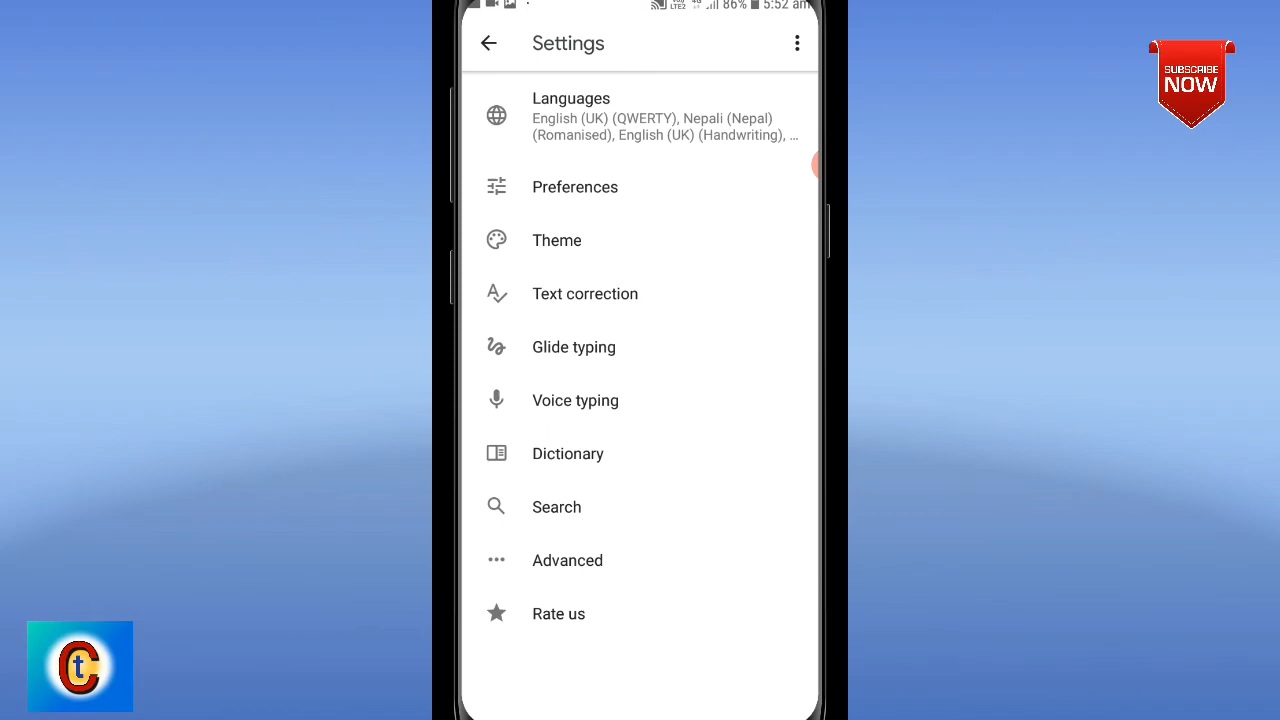 86% 5:52 am
Settings
SUBSCRIBE
NOW
Languages
English (UK) (QWERTY), Nepali (Nepal)
(Romanised), English (UK) (Handwriting), ...
Preferences
Theme
Text correction
Glide typing
Voice typing
Dictionary
Search
Advanced
Rate us
C
t